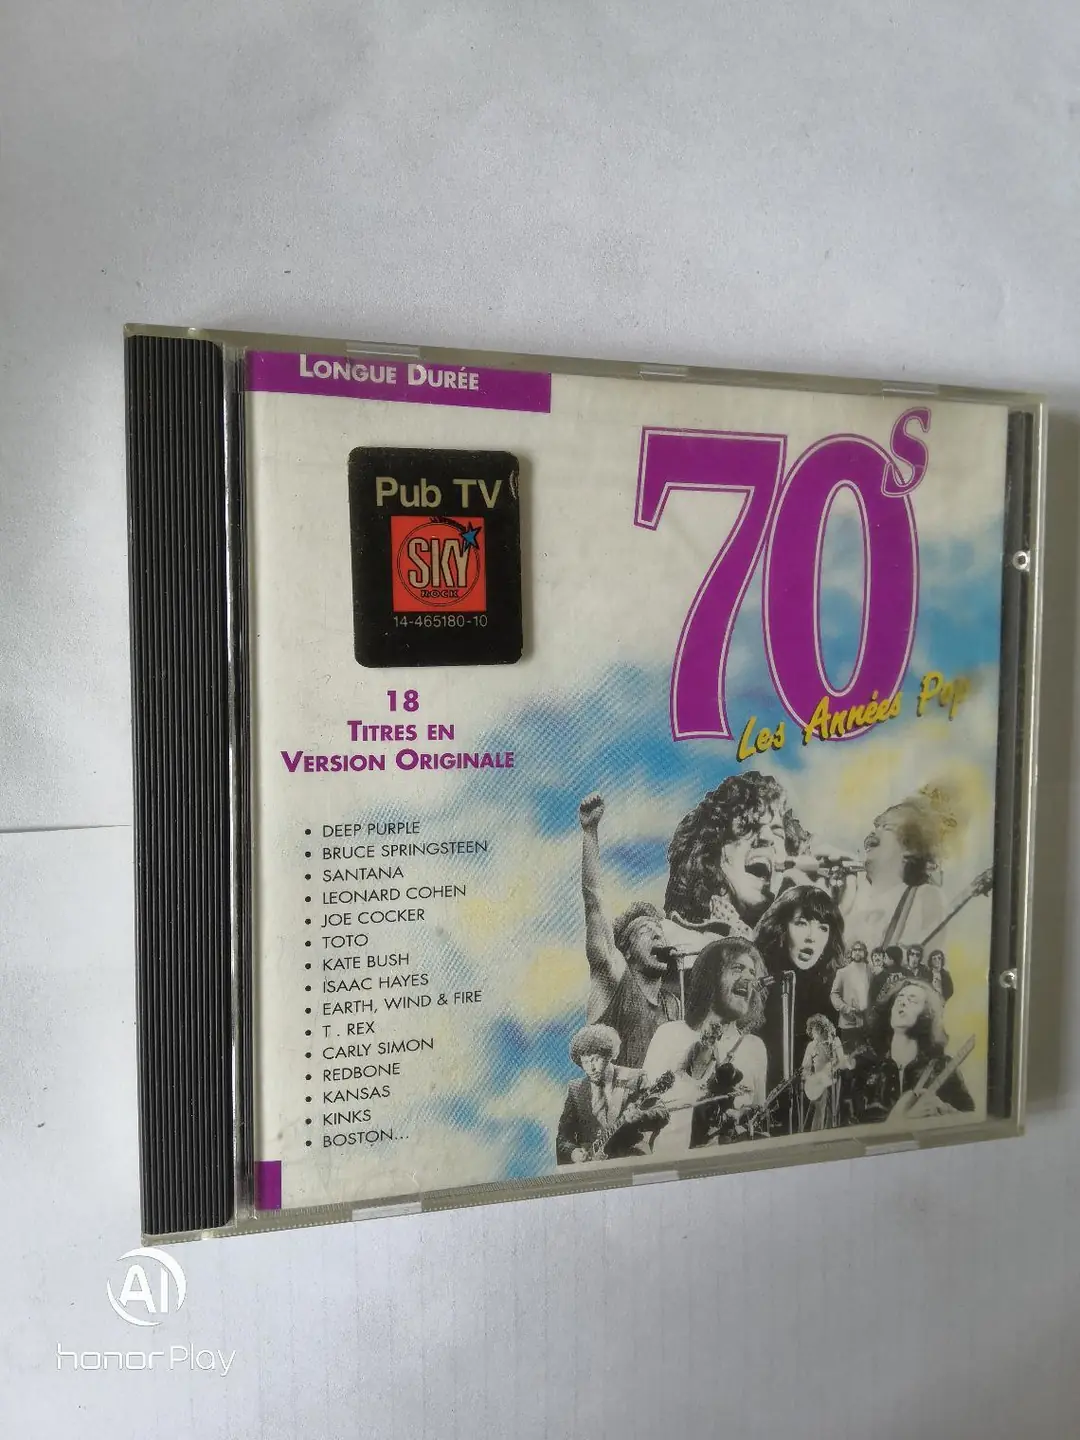 LONGUE DURÉE
70s
Les Années Pop
Pub TV
SKY
ROCK
14-465180-10
18
TITRES EN
VERSION ORIGINALE
• DEEP PURPLE
• BRUCE SPRINGSTEEN
• SANTANA
• LEONARD COHEN
• JOE COCKER
• TOTO
• KATE BUSH
• ISAAC HAYES
• EARTH, WIND & FIRE
• T . REX
• CARLY SIMON
• REDBONE
• KANSAS
• KINKS
• BOSTON...
AI
honor Play